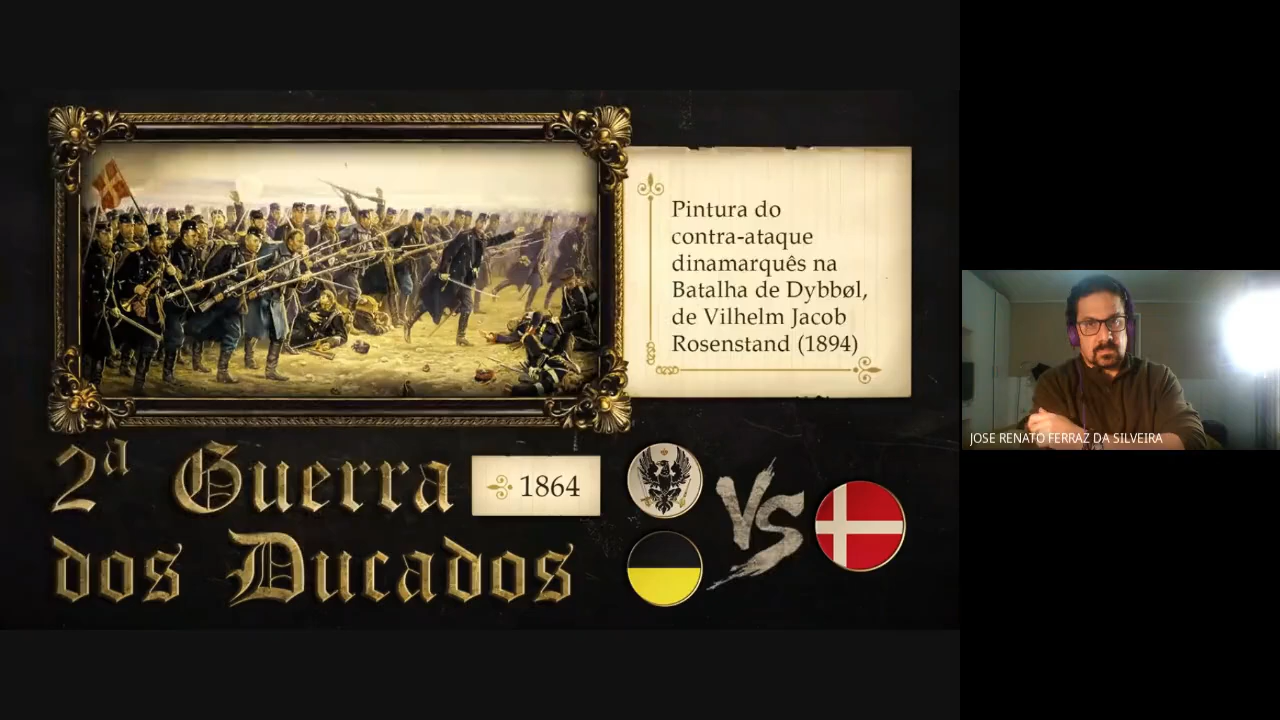 Pintura do
contra-ataque
dinamarquês na
Batalha de Dybbøl,
de Vilhelm Jacob
Rosenstand (1894)
2ª Guerra
dos Ducados
1864
VS
JOSE RENATO FERRAZ DA SILVEIRA